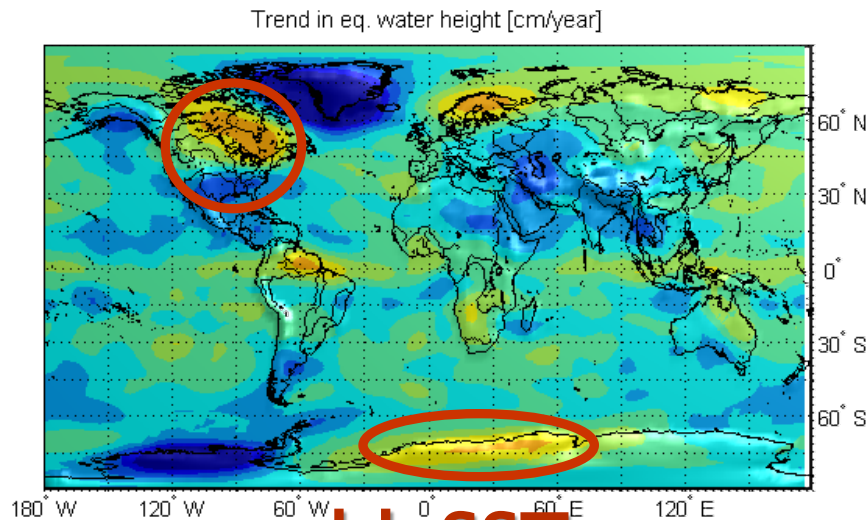 Trend in eq. water height [cm/year]
60° N
30° N
0°
30° S
60° S
180° W 120° W 60° W 0° 60° E 120° E